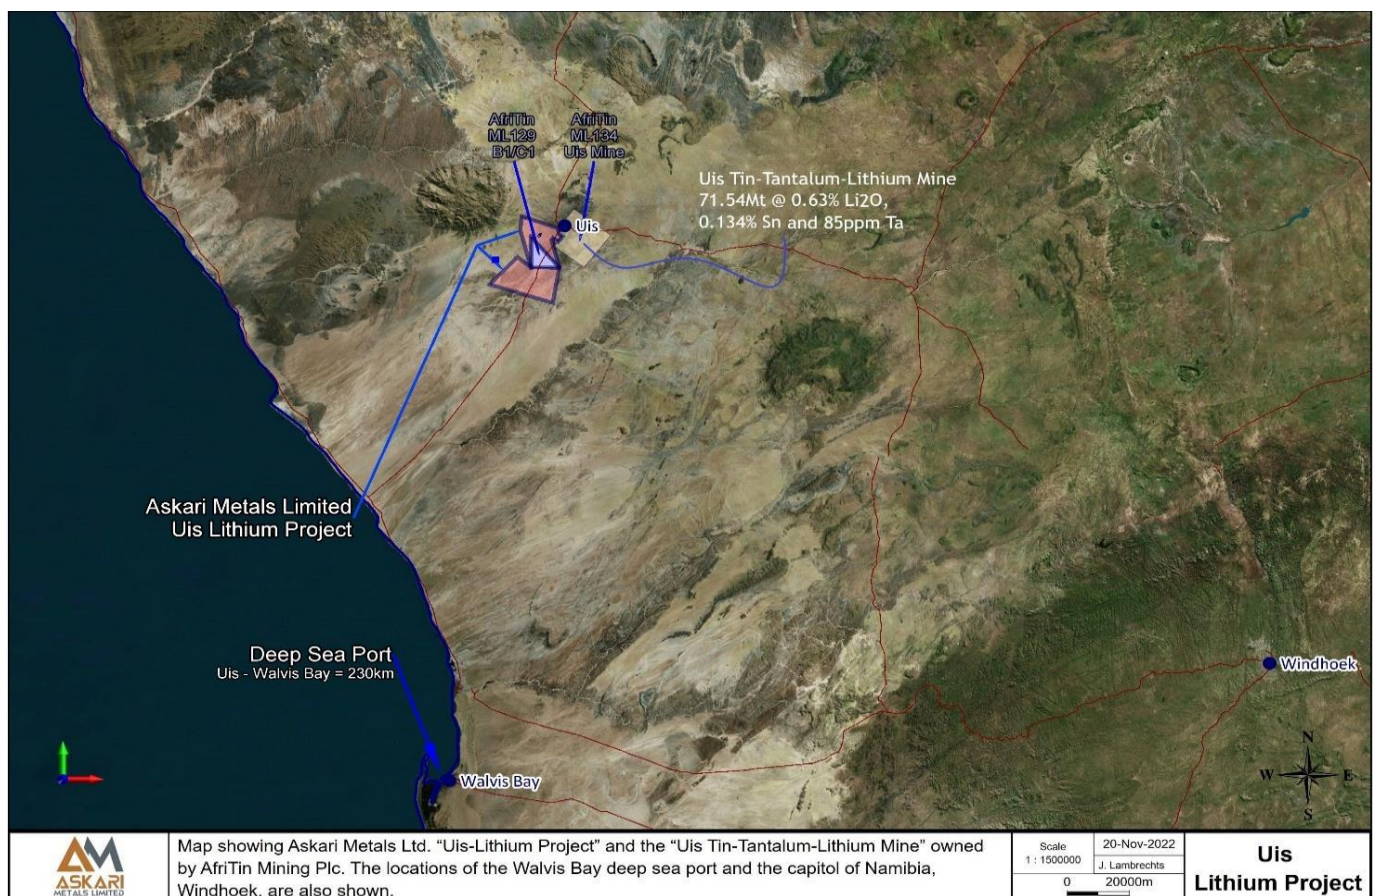 AfriTin
ML129
B1/C1
AfriTin
ML134
Uis Mine
Uis Tin-Tantalum-Lithium Mine
71.54Mt @ 0.63% Li2O,
0.134% Sn and 85ppm Ta
Uis
Askari Metals Limited
Uis Lithium Project
Deep Sea Port
Uis - Walvis Bay = 230km
Windhoek
Walvis Bay
N
W E
S
AM
ASKARI
METALS LIMITED
Map showing Askari Metals Ltd. “Uis-Lithium Project” and the “Uis Tin-Tantalum-Lithium Mine” owned
by AfriTin Mining Plc. The locations of the Walvis Bay deep sea port and the capitol of Namibia,
Windhoek, are also shown.
Scale
1 : 1500000
20-Nov-2022
J. Lambrechts
0 20000m
Uis
Lithium Project